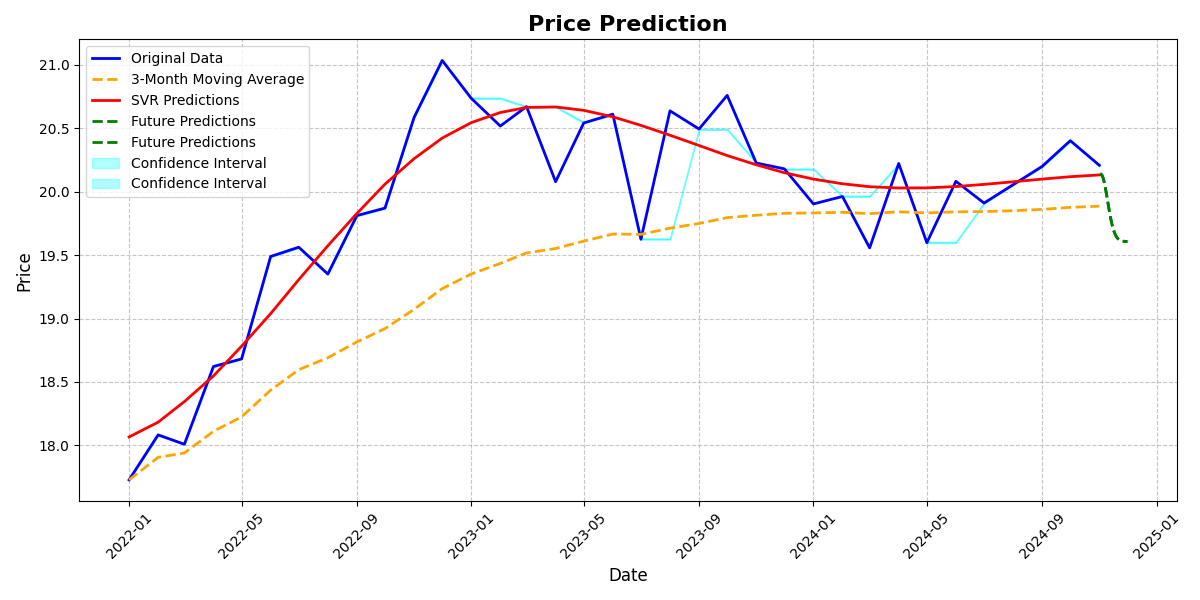 Price Prediction
Original Data
3-Month Moving Average
SVR Predictions
Future Predictions
Future Predictions
Confidence Interval
Confidence Interval
Price
21.0
20.5
20.0
19.5
19.0
18.5
18.0
2022-01
2022-05
2022-09
2023-01
2023-05
2023-09
2024-01
2024-05
2024-09
2025-01
Date